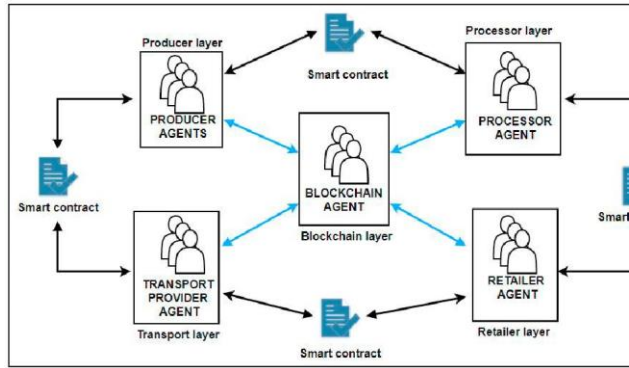 Producer layer
Processor layer
Smart contract
PRODUCER
AGENTS
PROCESSOR
AGENT
BLOCKCHAIN
AGENT
Smart contract
Smart
Blockchain layer
TRANSPORT
PROVIDER
AGENT
RETAILER
AGENT
Transport layer
Smart contract
Retailer layer